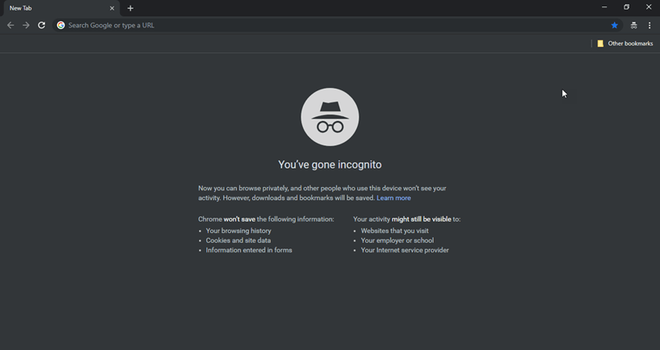 New Tab
Search Google or type a URL
Other bookmarks
You've gone incognito
Now you can browse privately, and other people who use this device won't see your
activity. However, downloads and bookmarks will be saved. Learn more
Chrome won't save the following information:
• Your browsing history
• Cookies and site data
• Information entered in forms
Your activity might still be visible to:
• Websites that you visit
• Your employer or school
• Your Internet service provider